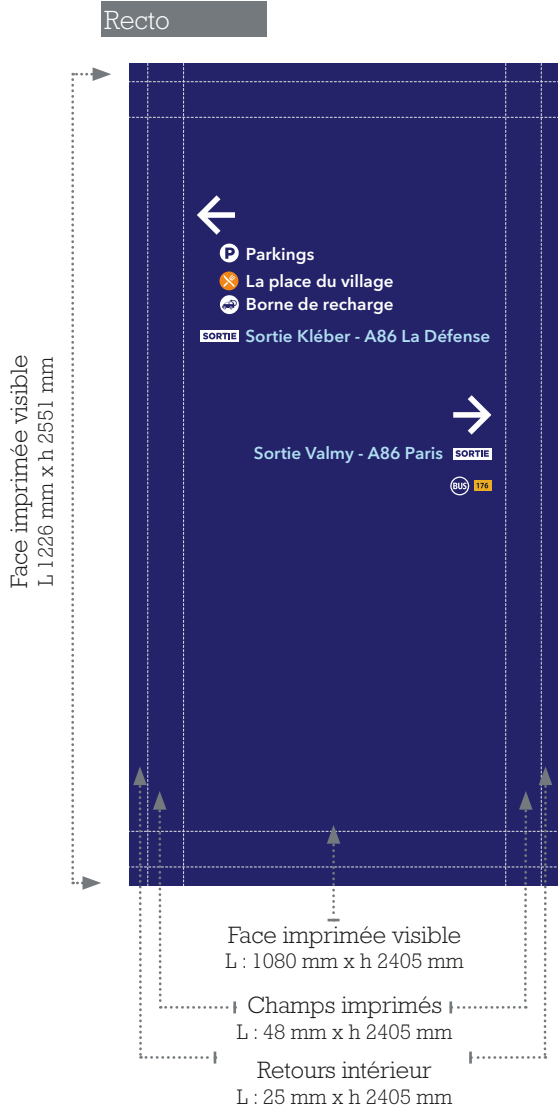 Recto
Face imprimée visible
L 1226 mm x h 2551 mm
P Parkings
La place du village
Borne de recharge
SORTIE Sortie Kléber - A86 La Défense
Sortie Valmy - A86 Paris SORTIE
BUS 176
Face imprimée visible
L : 1080 mm x h 2405 mm
Champs imprimés
L : 48 mm x h 2405 mm
Retours intérieur
L : 25 mm x h 2405 mm